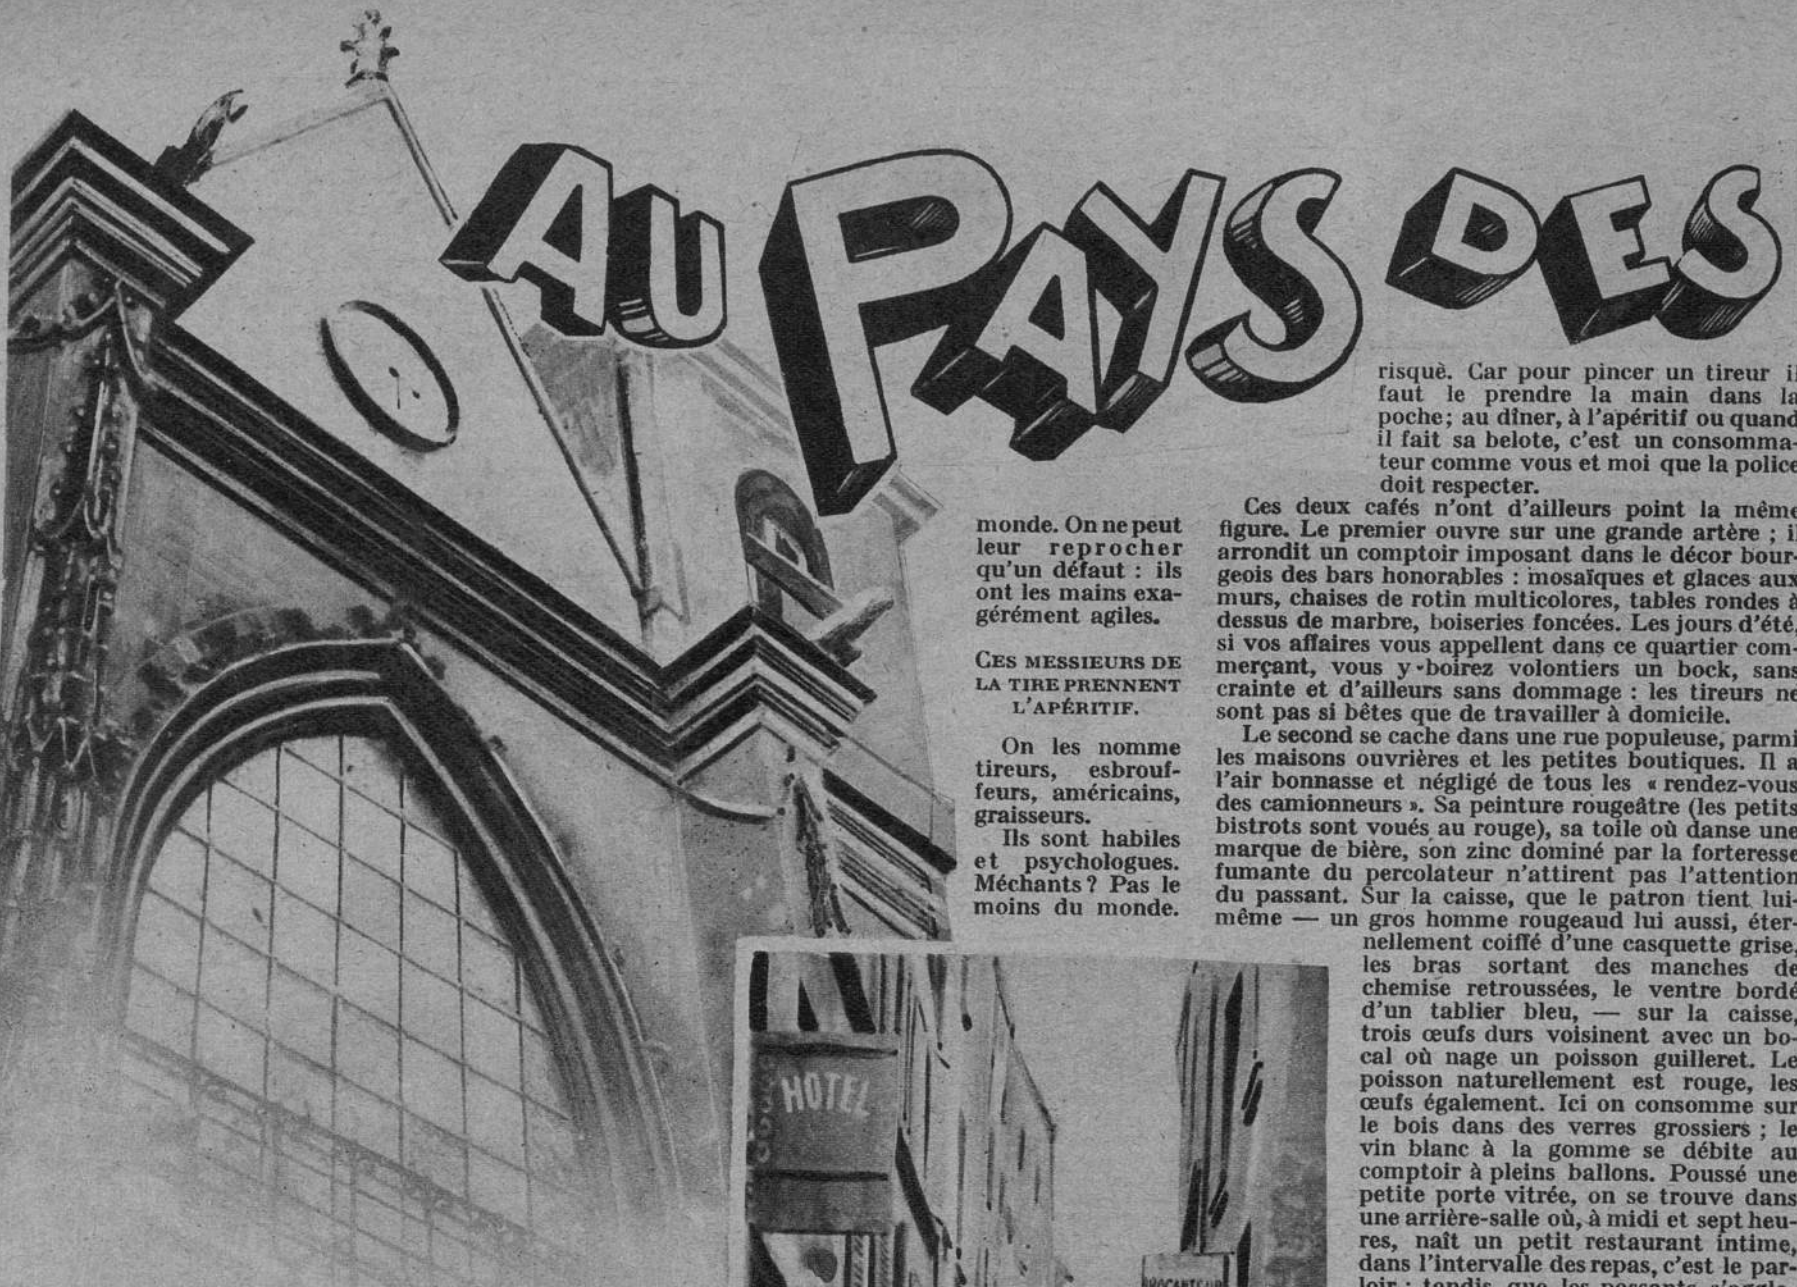 AU PAYS DES
monde. On ne peut
leur reprocher
qu'un défaut : ils
ont les mains exa-
gérément agiles.
CES MESSIEURS DE
LA TIRE PRENNENT
L'APÉRITIF.
On les nomme
tireurs, esbrouf-
feurs, américains,
graisseurs.
Ils sont habiles
et psychologues.
Méchants ? Pas le
moins du monde.
risquè. Car pour pincer un tireur il
faut le prendre la main dans la
poche; au dîner, à l'apéritif ou quand
il fait sa belote, c'est un consomma-
teur comme vous et moi que la police
doit respecter.
Ces deux cafés n'ont d'ailleurs point la même
figure. Le premier ouvre sur une grande artère ; il
arrondit un comptoir imposant dans le décor bour-
geois des bars honorables : mosaïques et glaces aux
murs, chaises de rotin multicolores, tables rondes à
dessus de marbre, boiseries foncées. Les jours d'été,
si vos affaires vous appellent dans ce quartier com-
merçant, vous y boirez volontiers un bock, sans
crainte et d'ailleurs sans dommage : les tireurs ne
sont pas si bêtes que de travailler à domicile.
Le second se cache dans une rue populeuse, parmi
les maisons ouvrières et les petites boutiques. Il a
l'air bonnasse et négligé de tous les « rendez-vous
des camionneurs ». Sa peinture rougeâtre (les petits
bistrots sont voués au rouge), sa toile où danse une
marque de bière, son zinc dominé par la forteresse
fumante du percolateur n'attirent pas l'attention
du passant. Sur la caisse, que le patron tient lui-
même — un gros homme rougeaud lui aussi, éter-
nellement coiffé d'une casquette grise,
les bras sortant des manches de
chemise retroussées, le ventre bordé
d'un tablier bleu, — sur la caisse,
trois œufs durs voisinent avec un bo-
cal où nage un poisson guilleret. Le
poisson naturellement est rouge, les
œufs également. Ici on consomme sur
le bois dans des verres grossiers ; le
vin blanc à la gomme se débite au
comptoir à pleins ballons. Poussé une
petite porte vitrée, on se trouve dans
une arrière-salle où, à midi et sept heu-
res, naît un petit restaurant intime,
dans l'intervalle des repas, c'est le par-
loir ; tandis que les
HOTEL
BROCANTEUR